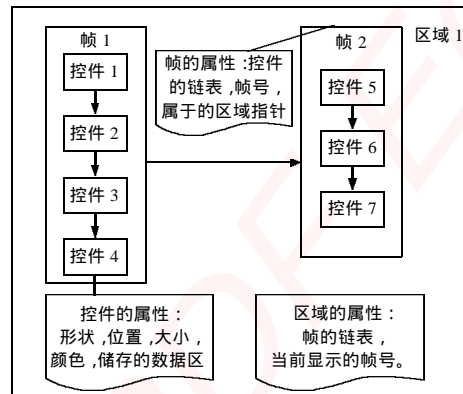 帧 1
控件 1
控件 2
控件 3
控件 4
帧的属性 :控件
的链表 ,帧号 ,
属于的区域指针
帧 2
区域 1
控件 5
控件 6
控件 7
控件的属性 :
形状 ,位置 ,大小 ,
颜色 ,储存的数据区
区域的属性 :
帧的链表 ,
当前显示的帧号。